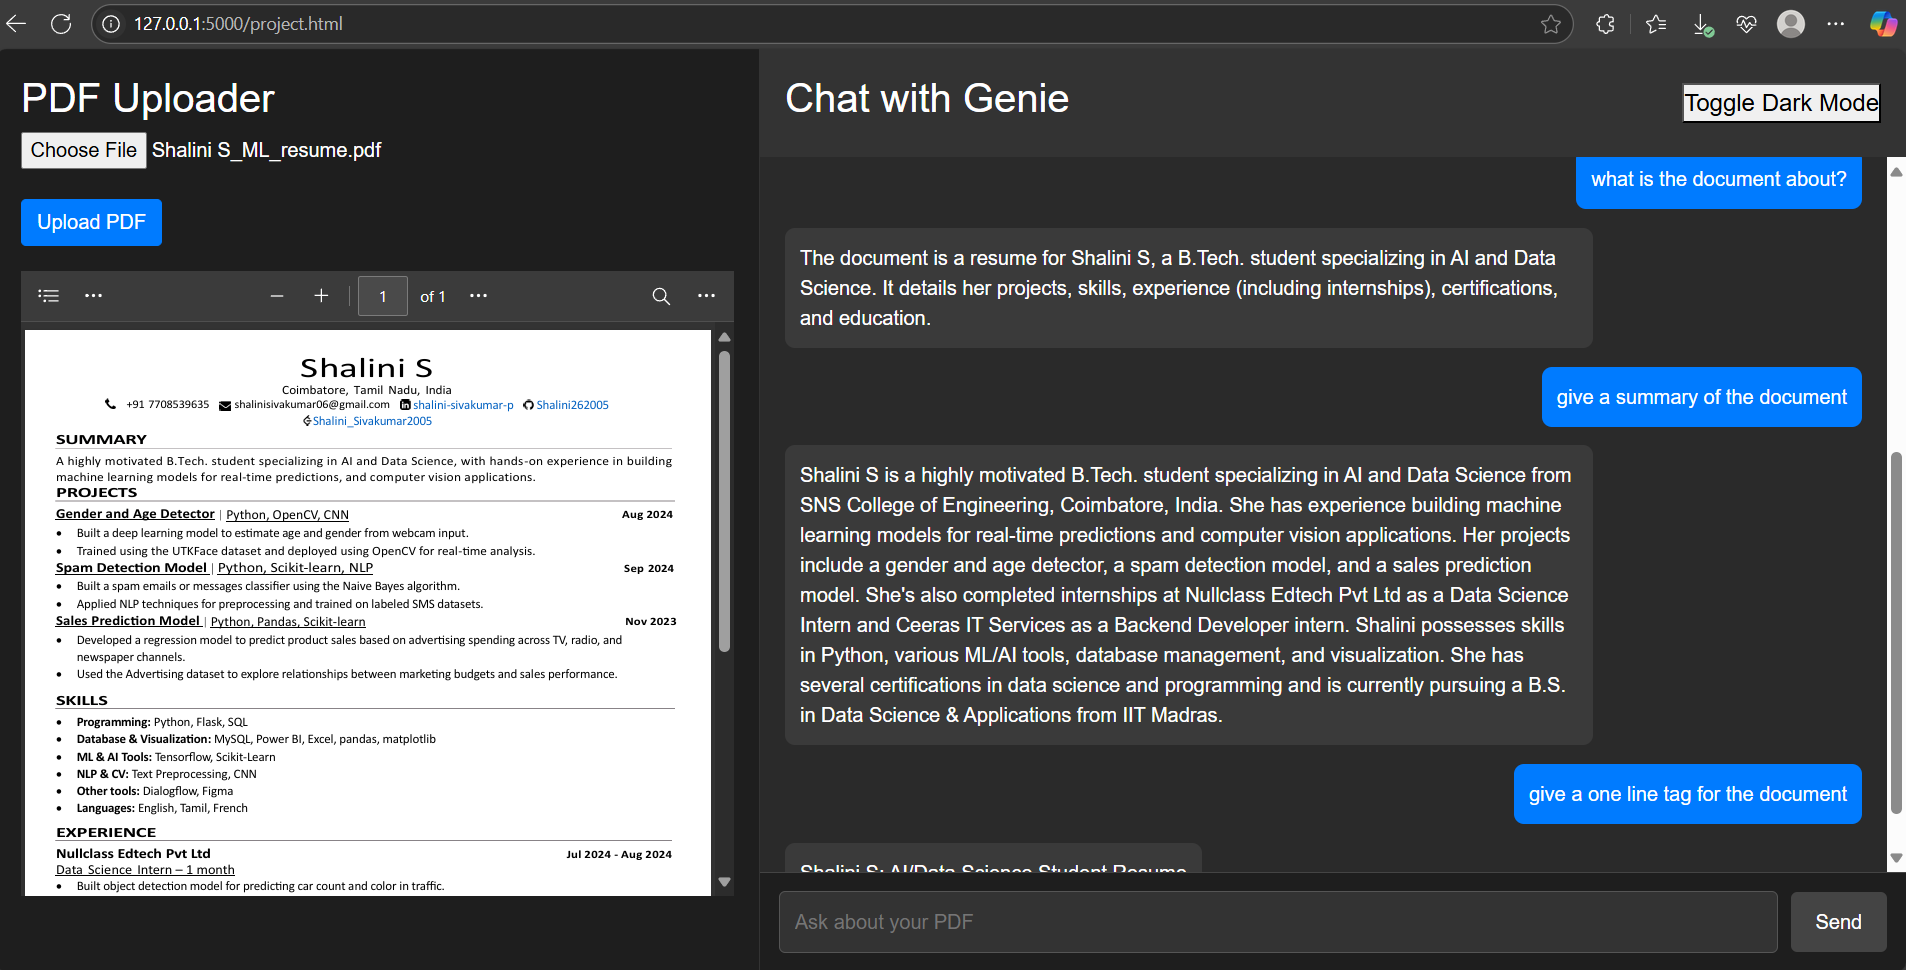 127.0.0.1:5000/project.html
PDF Uploader
Choose File Shalini S_ML_resume.pdf
Upload PDF
1 of 1
Shalini S
Coimbatore, Tamil Nadu, India
+91 7708539635 shalinisivakumar06@gmail.com shalini-sivakumar-p Shalini262005
Shalini_Sivakumar2005
SUMMARY
A highly motivated B.Tech. student specializing in AI and Data Science, with hands-on experience in building
machine learning models for real-time predictions, and computer vision applications.
PROJECTS
Gender and Age Detector | Python, OpenCV, CNN Aug 2024
• Built a deep learning model to estimate age and gender from webcam input.
• Trained using the UTKFace dataset and deployed using OpenCV for real-time analysis.
Spam Detection Model | Python, Scikit-learn, NLP Sep 2024
• Built a spam emails or messages classifier using the Naive Bayes algorithm.
• Applied NLP techniques for preprocessing and trained on labeled SMS datasets.
Sales Prediction Model | Python, Pandas, Scikit-learn Nov 2023
• Developed a regression model to predict product sales based on advertising spending across TV, radio, and
newspaper channels.
• Used the Advertising dataset to explore relationships between marketing budgets and sales performance.
SKILLS
• Programming: Python, Flask, SQL
• Database & Visualization: MySQL, Power BI, Excel, pandas, matplotlib
• ML & AI Tools: Tensorflow, Scikit-Learn
• NLP & CV: Text Preprocessing, CNN
• Other tools: Dialogflow, Figma
• Languages: English, Tamil, French
EXPERIENCE
Nullclass Edtech Pvt Ltd Jul 2024 - Aug 2024
Data Science Intern – 1 month
• Built object detection model for predicting car count and color in traffic.
Chat with Genie
Toggle Dark Mode
what is the document about?
The document is a resume for Shalini S, a B.Tech. student specializing in AI and Data
Science. It details her projects, skills, experience (including internships), certifications,
and education.
give a summary of the document
Shalini S is a highly motivated B.Tech. student specializing in AI and Data Science from
SNS College of Engineering, Coimbatore, India. She has experience building machine
learning models for real-time predictions and computer vision applications. Her projects
include a gender and age detector, a spam detection model, and a sales prediction
model. She's also completed internships at Nullclass Edtech Pvt Ltd as a Data Science
Intern and Ceeras IT Services as a Backend Developer intern. Shalini possesses skills
in Python, various ML/AI tools, database management, and visualization. She has
several certifications in data science and programming and is currently pursuing a B.S.
in Data Science & Applications from IIT Madras.
give a one line tag for the document
Shalini S: AI/Data Science Student Resume
Ask about your PDF
Send